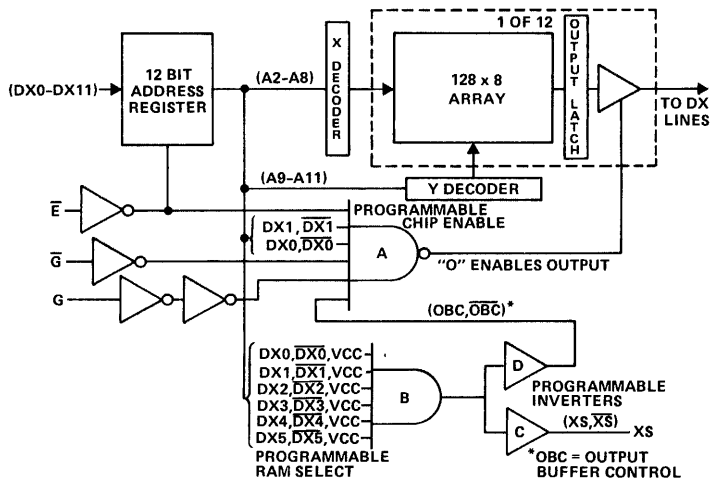 1 OF 12
(DX0–DX11)
12 BIT
ADDRESS
REGISTER
(A2–A8)
X DECODER
128 x 8
ARRAY
OUTPUT LATCH
TO DX
LINES
(A9–A11)
Y DECODER
E̅
PROGRAMMABLE
CHIP ENABLE
DX1, D̅X̅1̅
DX0, D̅X̅0̅
A
G̅
"O" ENABLES OUTPUT
G
(OBC, O̅B̅C̅)*
DX0, D̅X̅0̅, VCC
DX1, D̅X̅1̅, VCC
DX2, D̅X̅2̅, VCC
DX3, D̅X̅3̅, VCC
DX4, D̅X̅4̅, VCC
DX5, D̅X̅5̅, VCC
B
D
PROGRAMMABLE
INVERTERS
C
(XS, X̅S̅)
XS
PROGRAMMABLE
RAM SELECT
*OBC = OUTPUT
BUFFER CONTROL